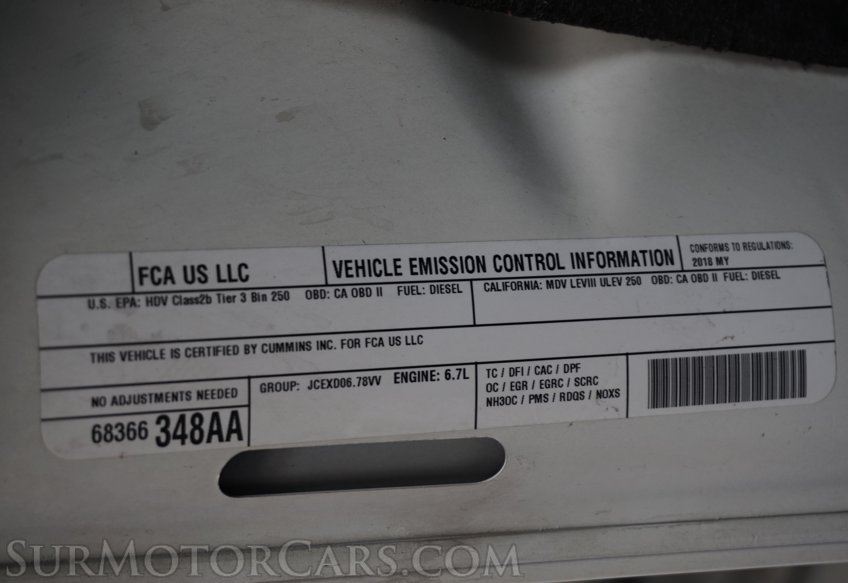 FCA US LLC
VEHICLE EMISSION CONTROL INFORMATION
CONFORMS TO REGULATIONS:
2018 MY
U.S. EPA: HDV Class2b Tier 3 Bin 250 OBD: CA OBD II FUEL: DIESEL
CALIFORNIA: MDV LEVIII ULEV 250 OBD: CA OBD II FUEL: DIESEL
THIS VEHICLE IS CERTIFIED BY CUMMINS INC. FOR FCA US LLC
NO ADJUSTMENTS NEEDED
68366 348AA
GROUP: JCEXD06.78VV ENGINE: 6.7L
TC / DFI / CAC / DPF
OC / EGR / EGRC / SCRC
NH3OC / PMS / RDQS / NOXS
SurMotorCars.com